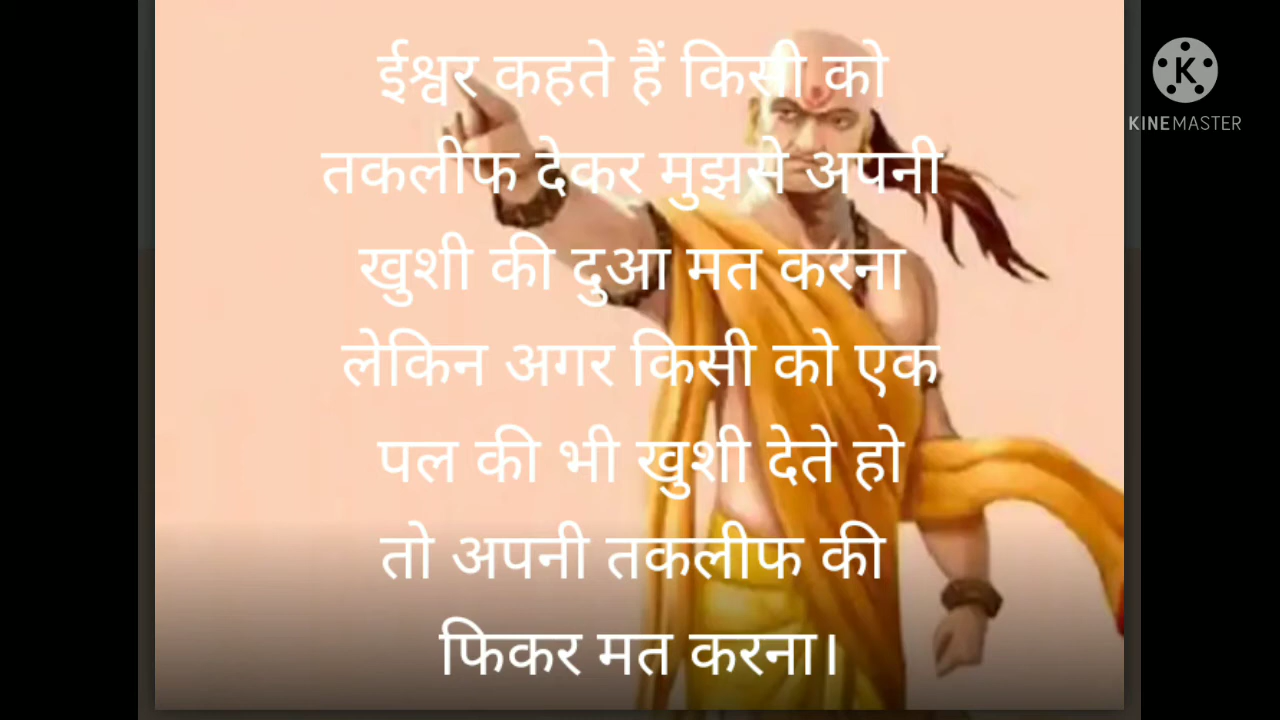 ईश्वर कहते हैं किसी को
तकलीफ देकर मुझसे अपनी
खुशी की दुआ मत करना
लेकिन अगर किसी को एक
पल की भी खुशी देते हो
तो अपनी तकलीफ की
फिकर मत करना।
K
KINEMASTER